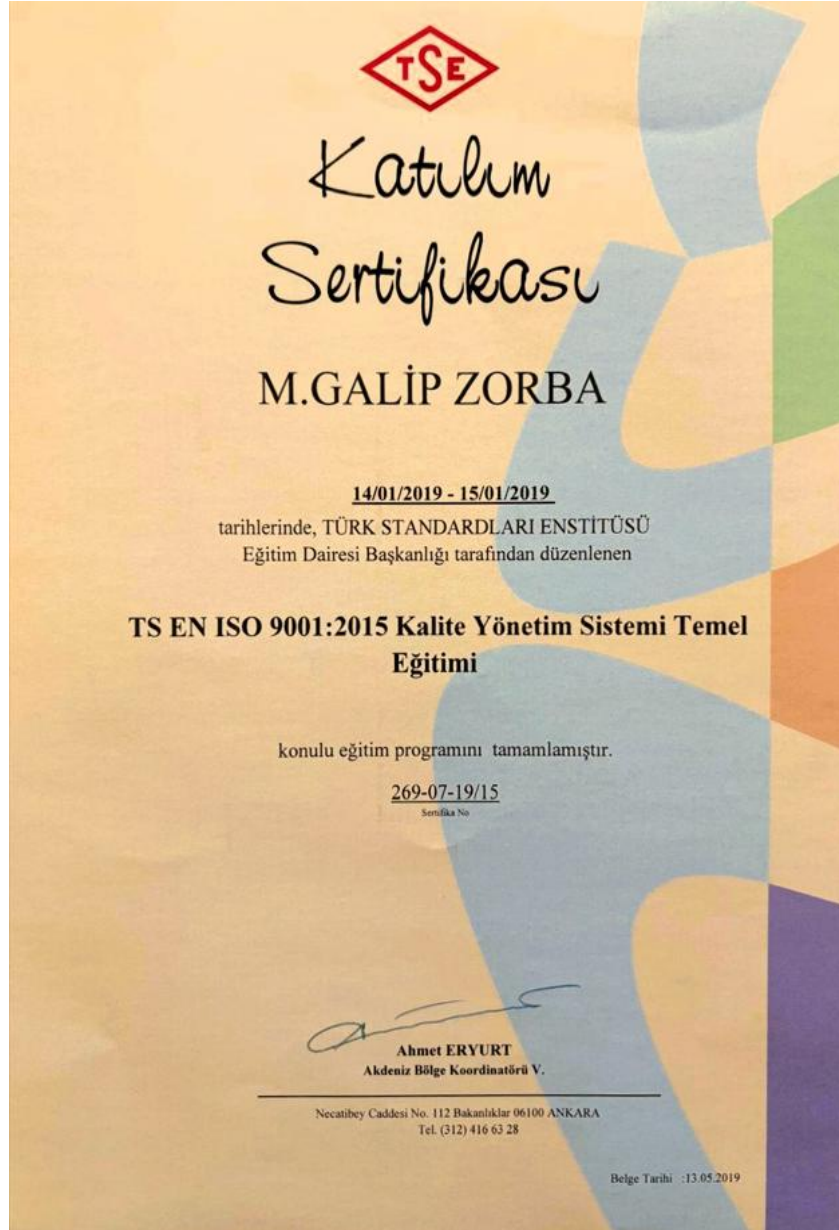 TSE
Katılım
Sertifikası
M.GALİP ZORBA
14/01/2019 - 15/01/2019
tarihlerinde, TÜRK STANDARDLARI ENSTİTÜSÜ
Eğitim Dairesi Başkanlığı tarafından düzenlenen
TS EN ISO 9001:2015 Kalite Yönetim Sistemi Temel
Eğitimi
konulu eğitim programını tamamlamıştır.
269-07-19/15
Sertifika No
Ahmet ERYURT
Akdeniz Bölge Koordinatörü V.
Necatibey Caddesi No. 112 Bakanlıklar 06100 ANKARA
Tel. (312) 416 63 28
Belge Tarihi :13.05.2019